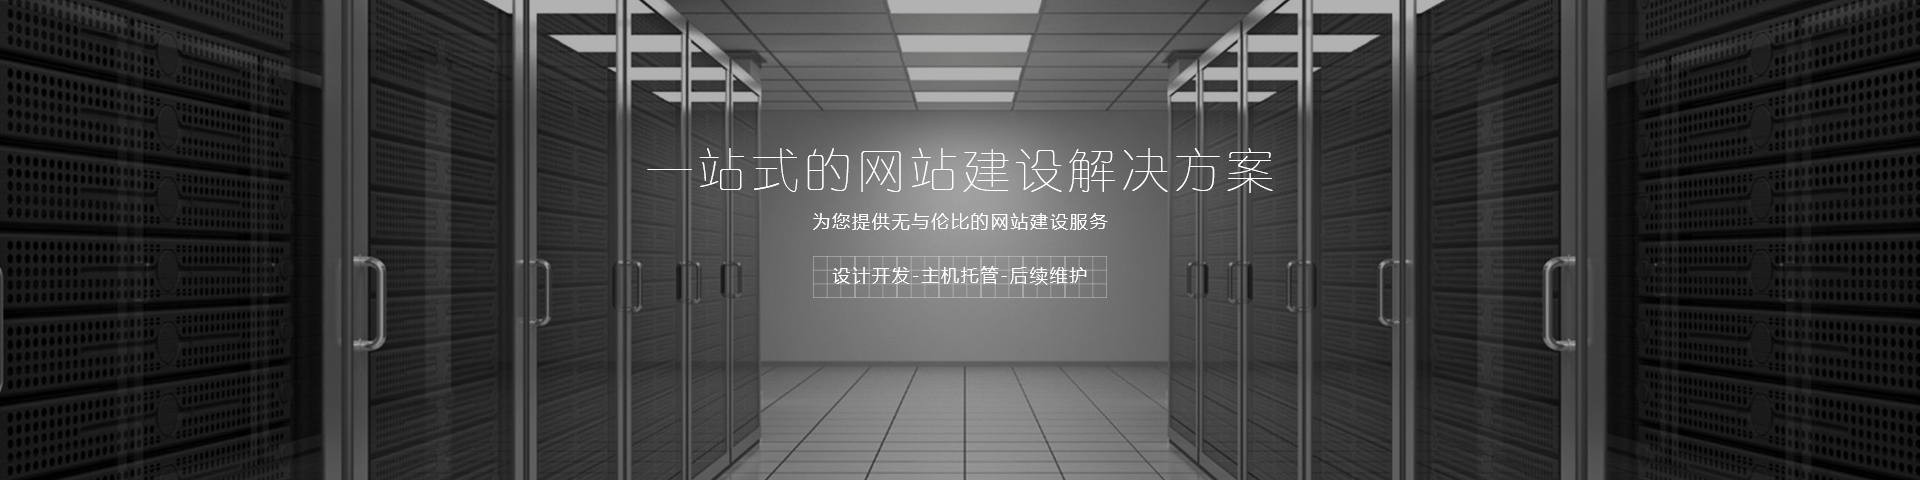 一站式的网站建设解决方案
为您提供无与伦比的网站建设服务
设计开发-主机托管-后续维护